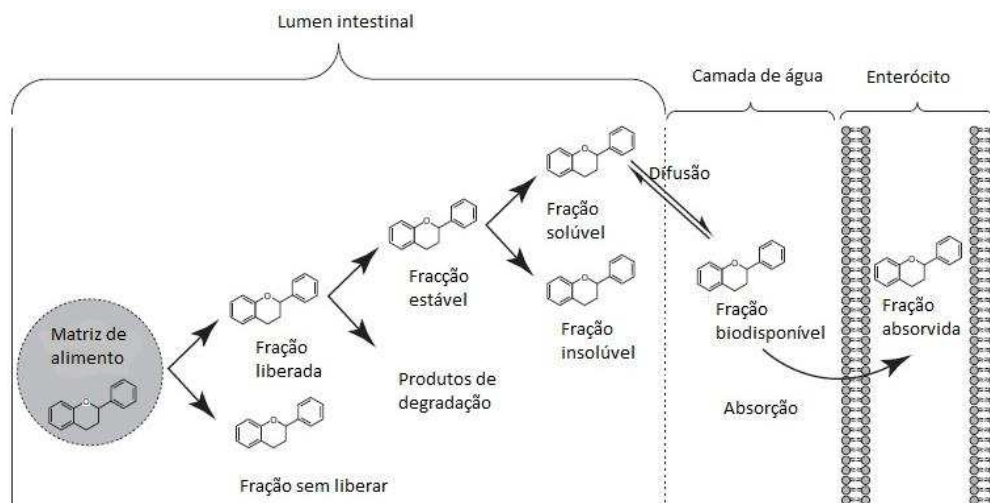 Lumen intestinal
Camada de água
Enterócito
Difusão
Fração
solúvel
Fracção
estável
Fração
insolúvel
Fração
biodisponível
Fração
absorvida
Matriz de
alimento
Fração
liberada
Produtos de
degradação
Absorção
Fração sem liberar